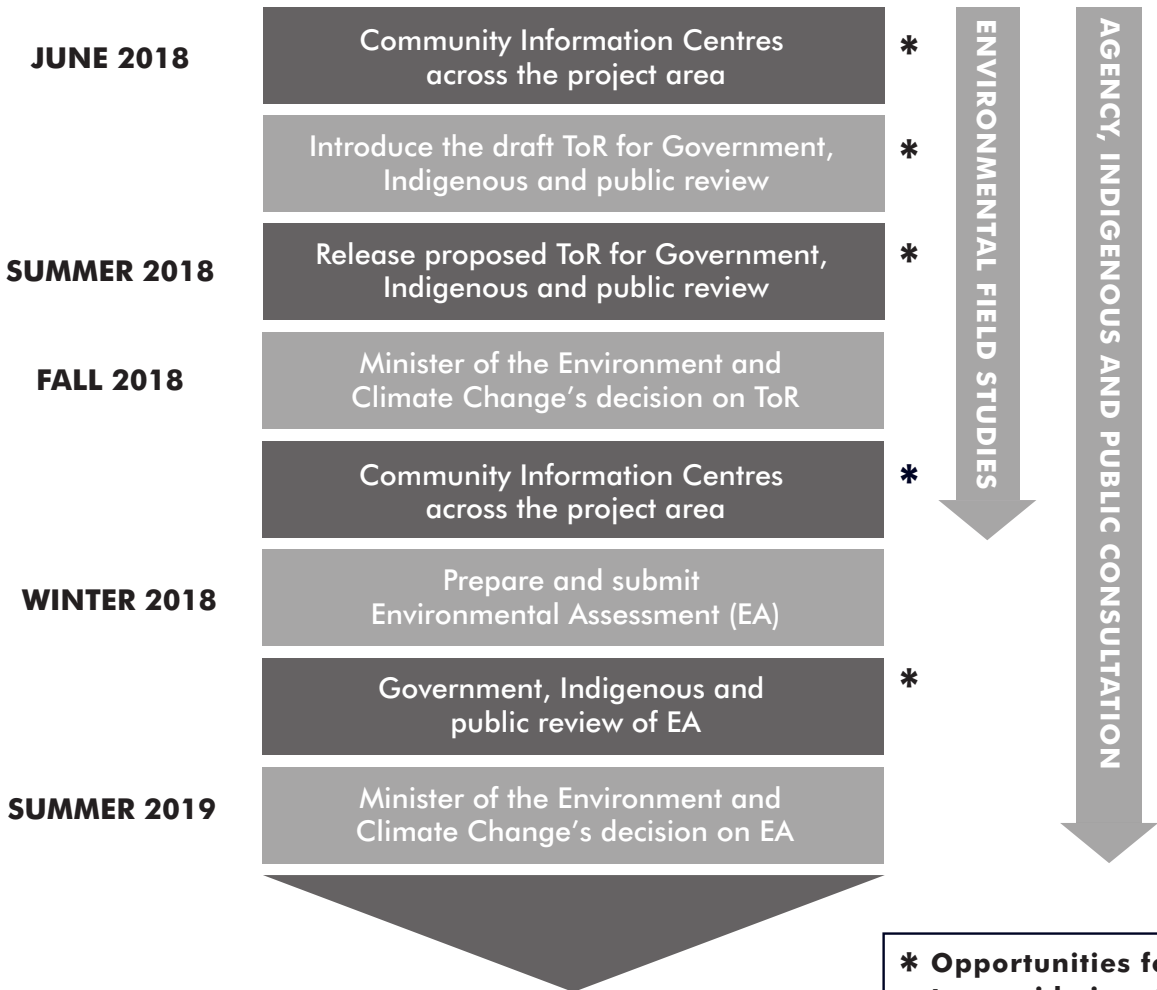 JUNE 2018
Community Information Centres
across the project area
*
Introduce the draft ToR for Government,
Indigenous and public review
*
SUMMER 2018
Release proposed ToR for Government,
Indigenous and public review
*
FALL 2018
Minister of the Environment and
Climate Change’s decision on ToR
Community Information Centres
across the project area
*
WINTER 2018
Prepare and submit
Environmental Assessment (EA)
Government, Indigenous and
public review of EA
*
SUMMER 2019
Minister of the Environment and
Climate Change’s decision on EA
ENVIRONMENTAL FIELD STUDIES
AGENCY, INDIGENOUS AND PUBLIC CONSULTATION
* Opportunities